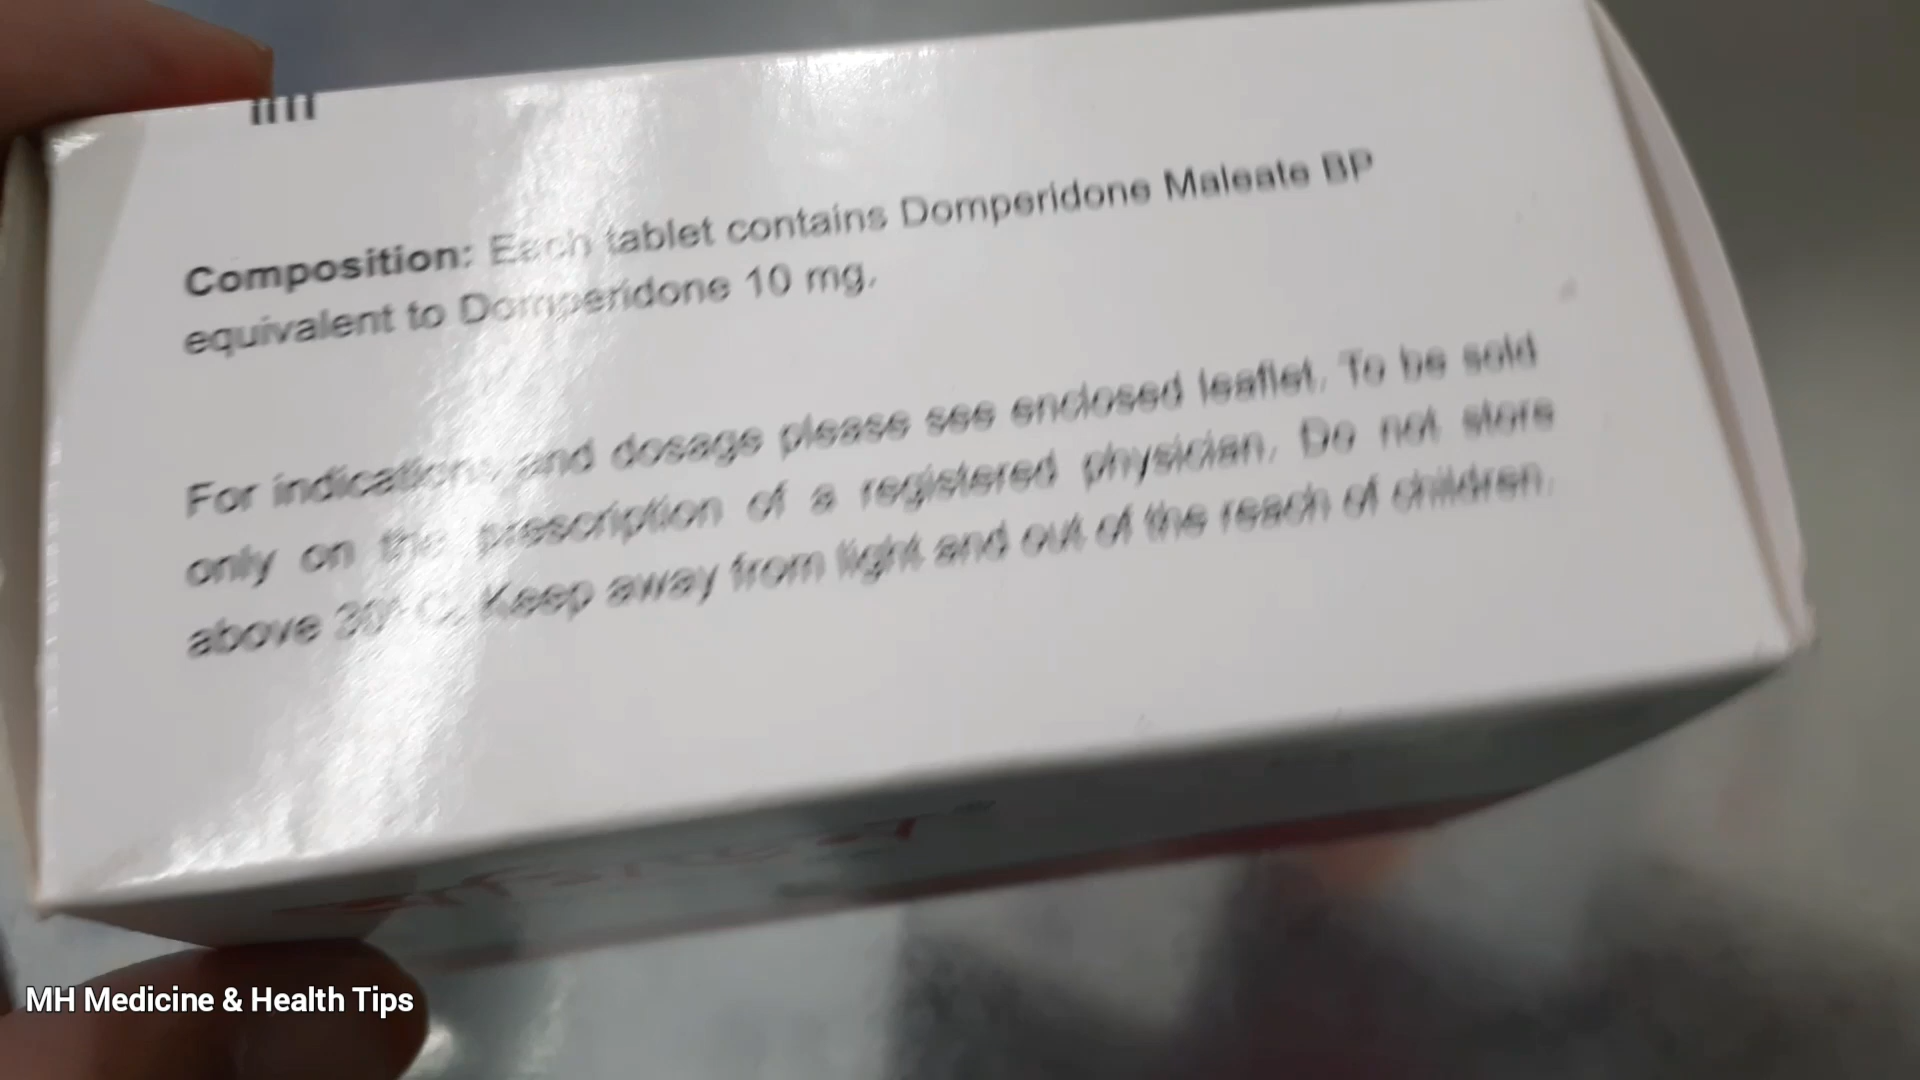 Composition: Each tablet contains Domperidone Maleate BP
equivalent to Domperidone 10 mg.
For indications and dosage please see enclosed leaflet. To be sold
only on the prescription of a registered physician. Do not store
above 30° C. Keep away from light and out of the reach of children.
MH Medicine & Health Tips